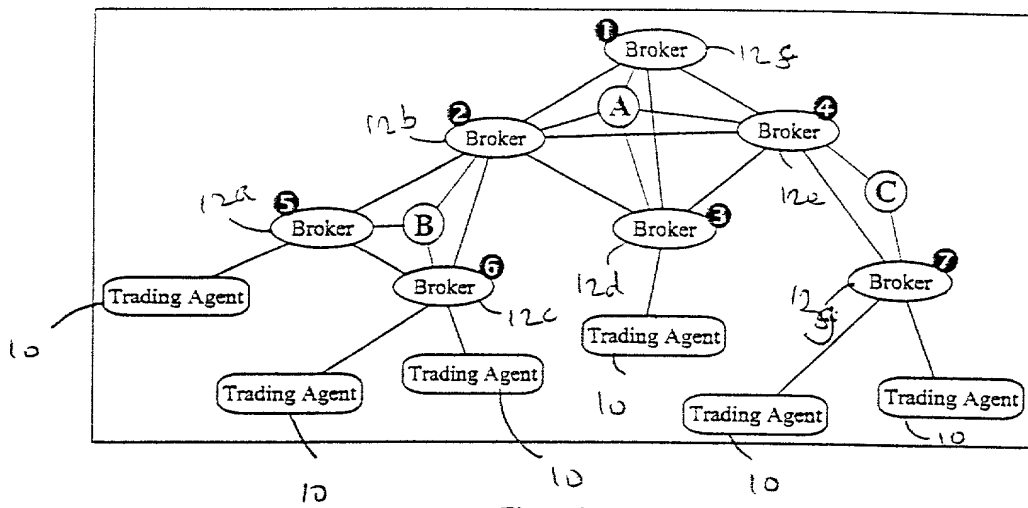 1
Broker
12f
A
2
12b
Broker
4
Broker
12e
C
12a
5
Broker
B
Broker
3
12d
6
Broker
12c
7
Broker
Trading Agent
10
Trading Agent
10
Trading Agent
10
Trading Agent
10
Trading Agent
10
Trading Agent
10